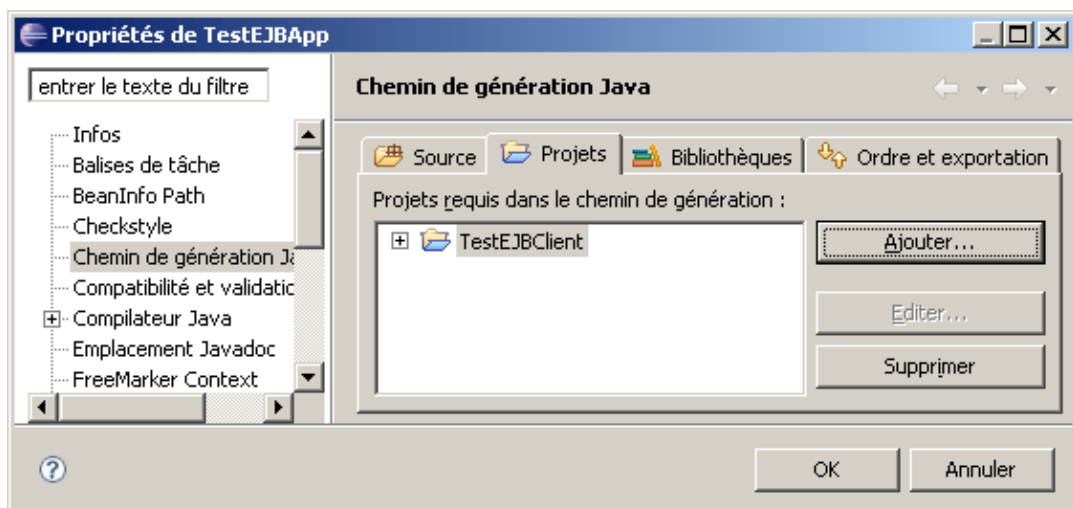 Propriétés de TestEJBApp
entrer le texte du filtre
Infos
Balises de tâche
BeanInfo Path
Checkstyle
Chemin de génération Ja
Compatibilité et validatic
Compilateur Java
Emplacement Javadoc
FreeMarker Context
Chemin de génération Java
Source Projets Bibliothèques Ordre et exportation
Projets requis dans le chemin de génération :
TestEJBClient
Ajouter...
Editer...
Supprimer
OK Annuler